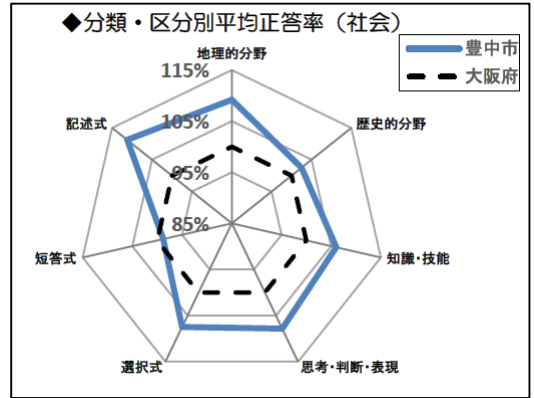 ◆分類・区分別平均正答率（社会）
豊中市
大阪府
地理的分野
115%
105%
95%
85%
記述式
歴史的分野
短答式
知識・技能
選択式
思考・判断・表現